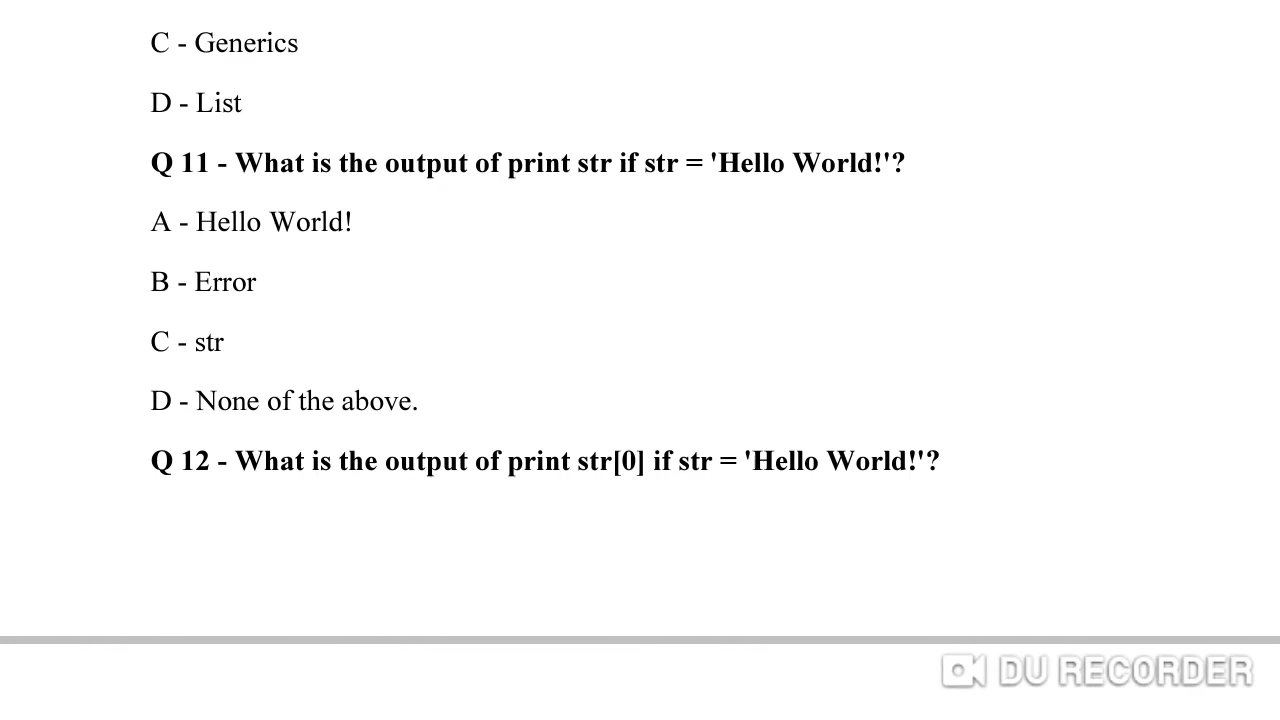 C - Generics
D - List
Q 11 - What is the output of print str if str = 'Hello World!'?
A - Hello World!
B - Error
C - str
D - None of the above.
Q 12 - What is the output of print str[0] if str = 'Hello World!'?
DU RECORDER